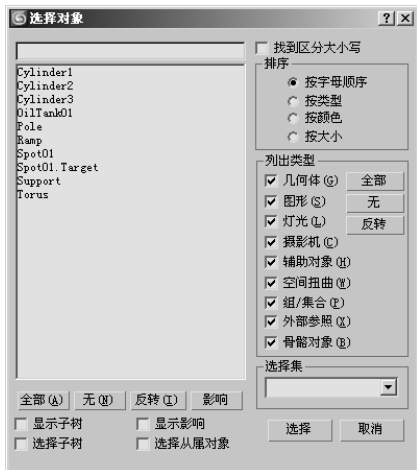 选择对象
找到区分大小写
排序
按字母顺序
按类型
按颜色
按大小
Cylinder1
Cylinder2
Cylinder3
OilTank01
Pole
Ramp
Spot01
Spot01.Target
Support
Torus
列出类型
几何体(G) 全部
图形(S) 无
灯光(L) 反转
摄影机(C)
辅助对象(H)
空间扭曲(W)
组/集合(P)
外部参照(X)
骨骼对象(B)
选择集
全部(A) 无(N) 反转(I) 影响
显示子树 显示影响
选择子树 选择从属对象
选择 取消